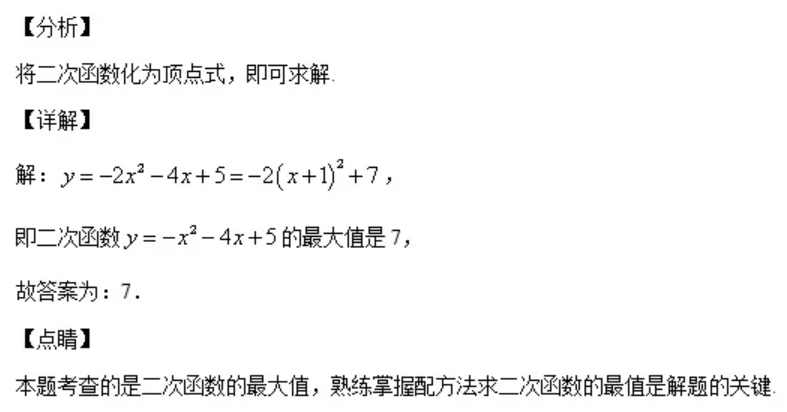 【分析】
将二次函数化为顶点式，即可求解.
【详解】
解：y=-2x²-4x+5=-2(x+1)²+7，
即二次函数y=-x²-4x+5的最大值是7，
故答案为：7．
【点睛】
本题考查的是二次函数的最大值，熟练掌握配方法求二次函数的最值是解题的关键.